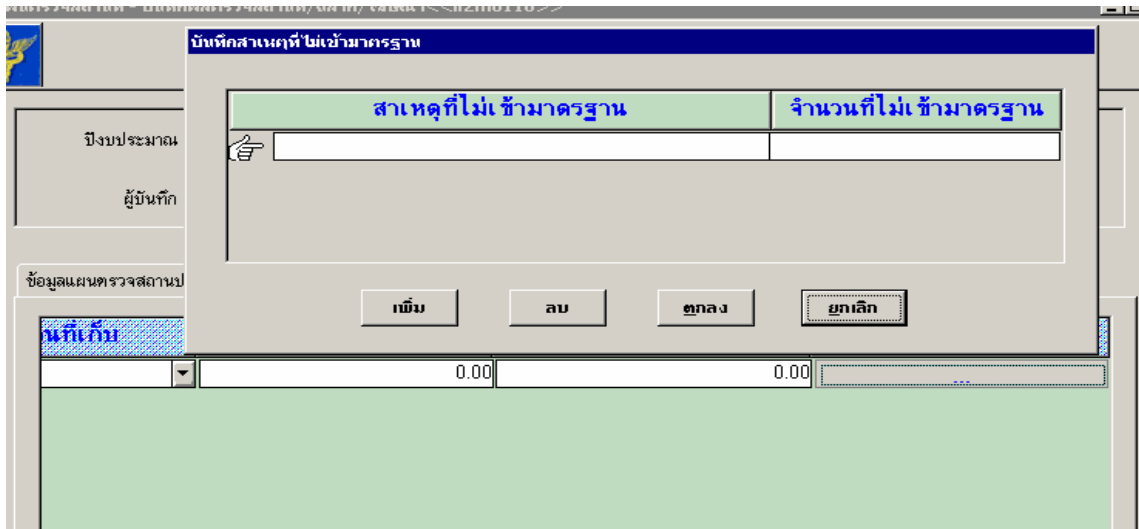 บันทึกสาเหตุที่ไม่เข้ามาตรฐาน
สาเหตุที่ไม่เข้ามาตรฐาน จำนวนที่ไม่เข้ามาตรฐาน
ปีงบประมาณ
ผู้บันทึก
ข้อมูลแผนตรวจสถานป
เพิ่ม ลบ ตกลง ยกเลิก
นที่เก็บ
0.00 0.00 ...